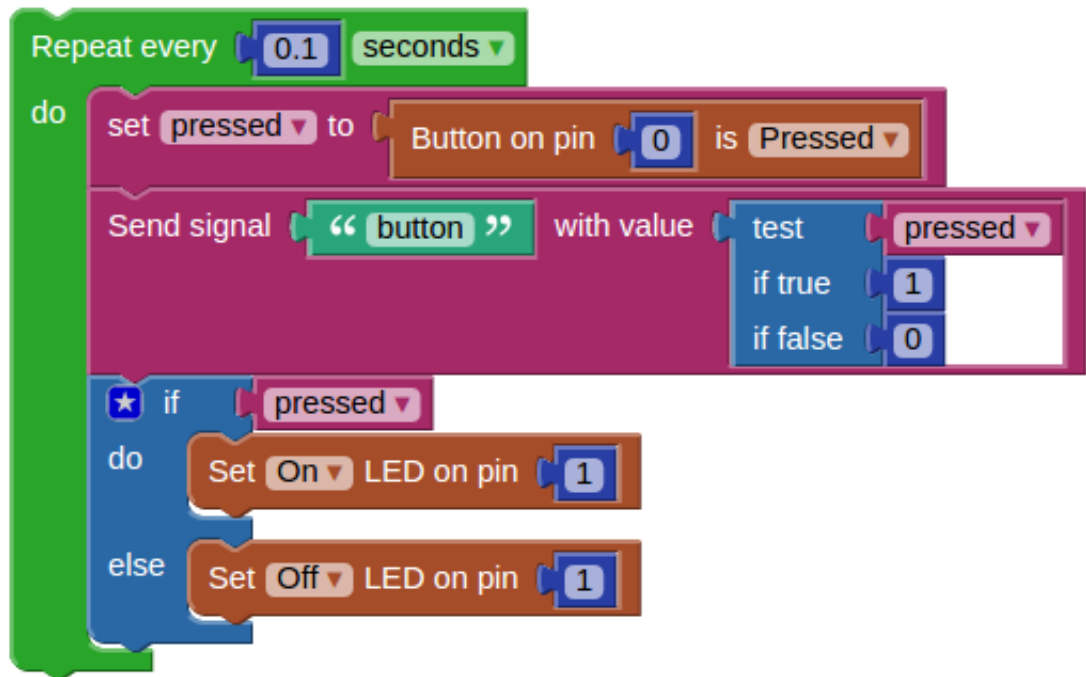 Repeat every 0.1 seconds ▾
do set pressed ▾ to Button on pin 0 is Pressed ▾
Send signal “ button ” with value test pressed ▾
if true 1
if false 0
if pressed ▾
do Set On ▾ LED on pin 1
else Set Off ▾ LED on pin 1